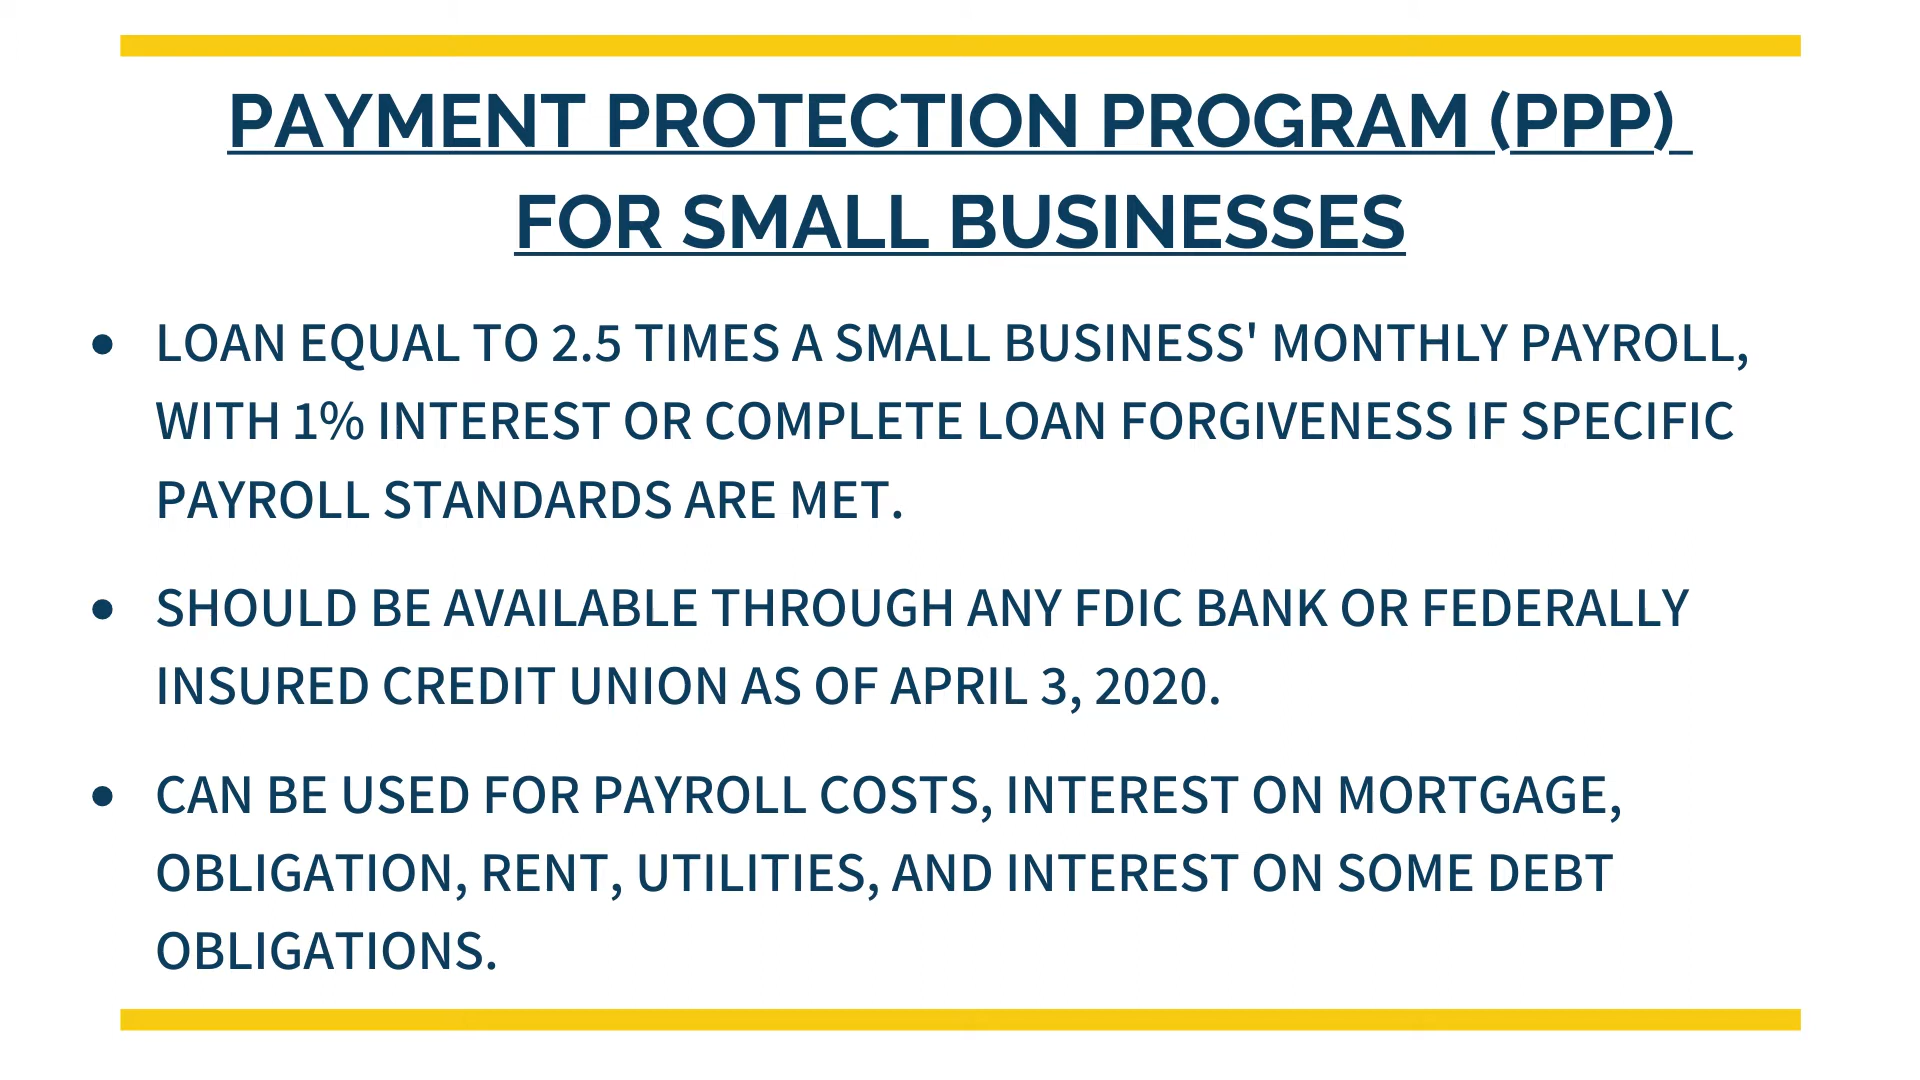 PAYMENT PROTECTION PROGRAM (PPP)
FOR SMALL BUSINESSES
• LOAN EQUAL TO 2.5 TIMES A SMALL BUSINESS' MONTHLY PAYROLL,
WITH 1% INTEREST OR COMPLETE LOAN FORGIVENESS IF SPECIFIC
PAYROLL STANDARDS ARE MET.
• SHOULD BE AVAILABLE THROUGH ANY FDIC BANK OR FEDERALLY
INSURED CREDIT UNION AS OF APRIL 3, 2020.
• CAN BE USED FOR PAYROLL COSTS, INTEREST ON MORTGAGE,
OBLIGATION, RENT, UTILITIES, AND INTEREST ON SOME DEBT
OBLIGATIONS.